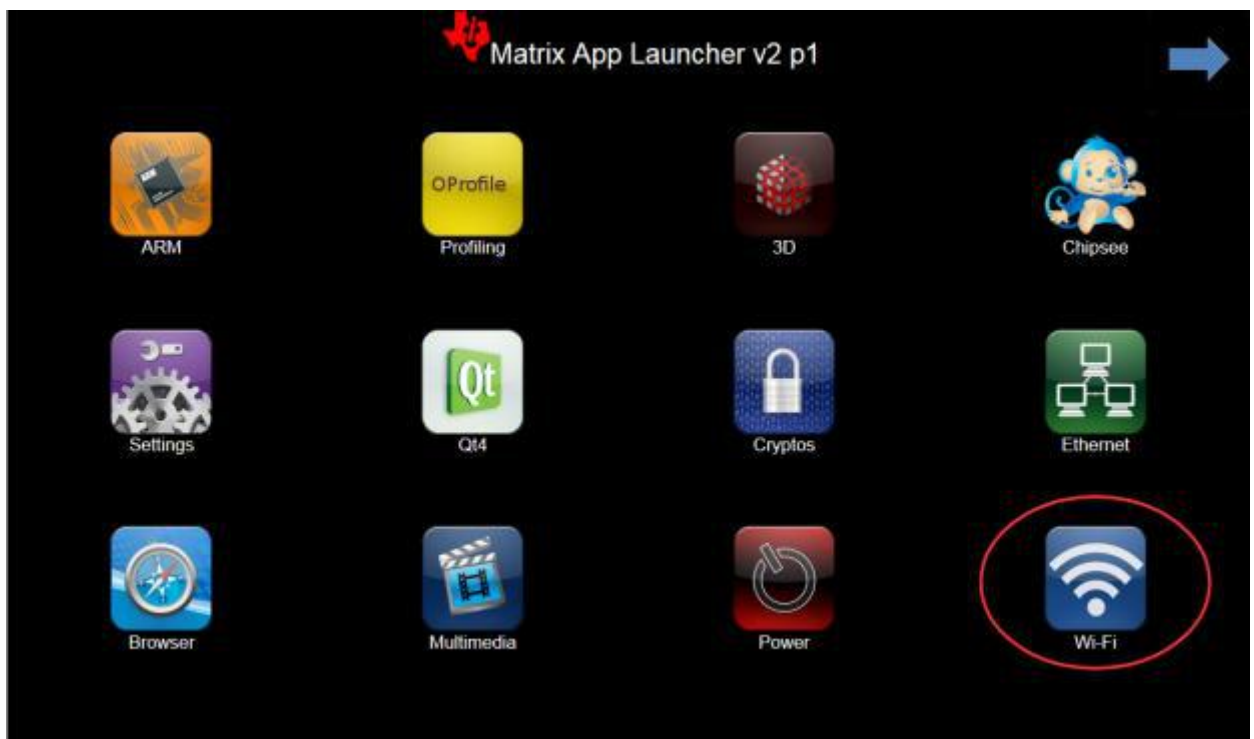 Matrix App Launcher v2 p1
OProfile
ARM
Profiling
3D
Chipsee
Qt
Settings
Qt4
Cryptos
Ethernet
Browser
Multimedia
Power
Wi-Fi